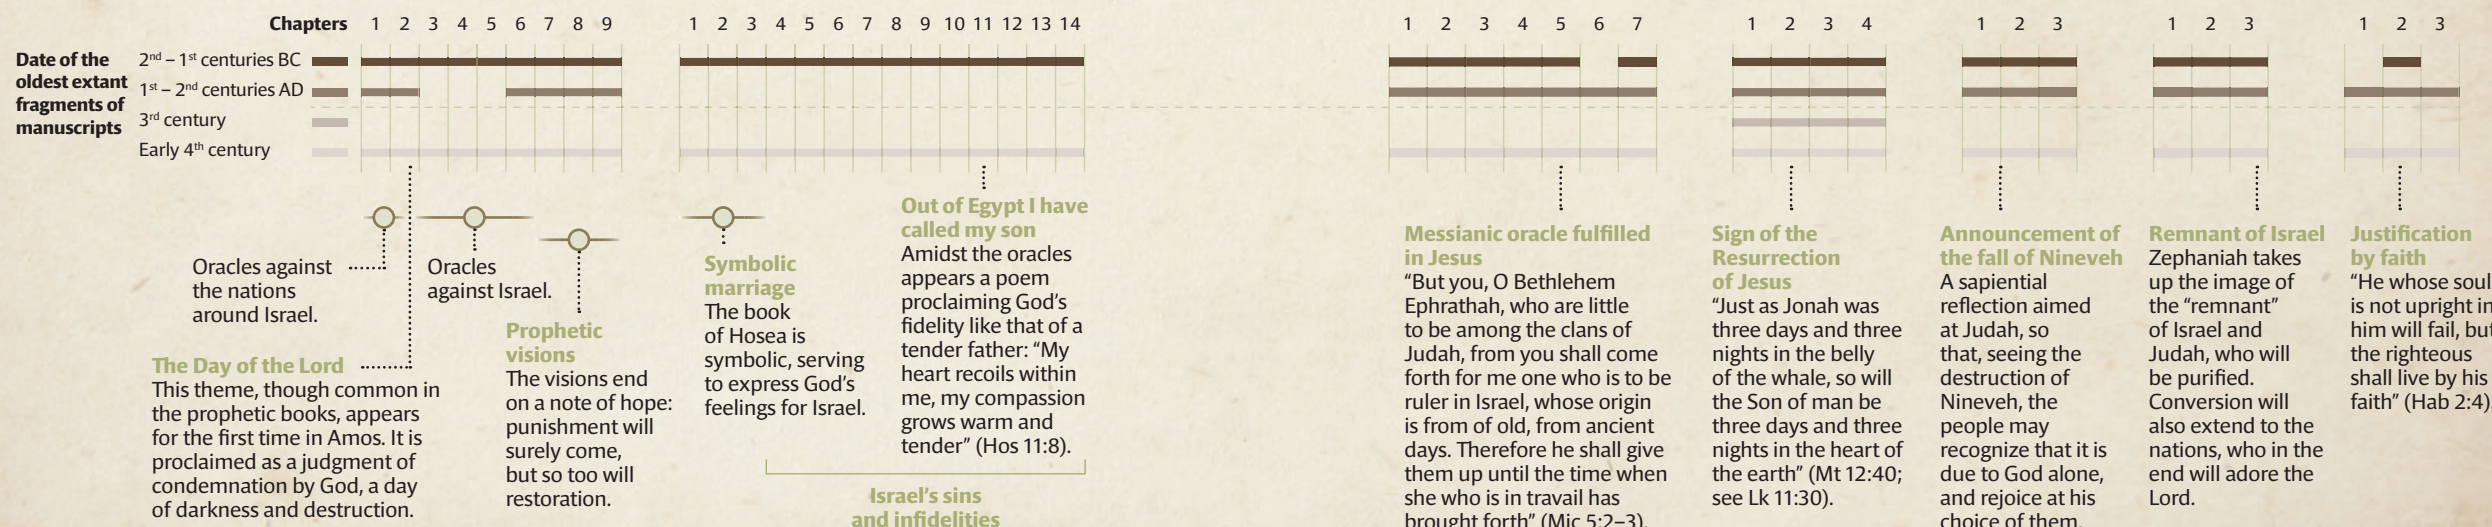 Chapters 1 2 3 4 5 6 7 8 9
1 2 3 4 5 6 7 8 9 10 11 12 13 14
1 2 3 4 5 6 7
1 2 3 4
1 2 3
1 2 3
1 2 3
Date of the
oldest extant
fragments of
manuscripts
2nd – 1st centuries BC
1st – 2nd centuries AD
3rd century
Early 4th century
Oracles against
the nations
around Israel.
Oracles
against Israel.
The Day of the Lord
This theme, though common in
the prophetic books, appears
for the first time in Amos. It is
proclaimed as a judgment of
condemnation by God, a day
of darkness and destruction.
Prophetic
visions
The visions end
on a note of hope:
punishment will
surely come,
but so too will
restoration.
Symbolic
marriage
The book
of Hosea is
symbolic, serving
to express God’s
feelings for Israel.
Out of Egypt I have
called my son
Amidst the oracles
appears a poem
proclaiming God’s
fidelity like that of a
tender father: “My
heart recoils within
me, my compassion
grows warm and
tender” (Hos 11:8).
Israel’s sins
and infidelities
Messianic oracle fulfilled
in Jesus
“But you, O Bethlehem
Ephrathah, who are little
to be among the clans of
Judah, from you shall come
forth for me one who is to be
ruler in Israel, whose origin
is from of old, from ancient
days. Therefore he shall give
them up until the time when
she who is in travail has
brought forth” (Mic 5:2–3).
Sign of the
Resurrection
of Jesus
“Just as Jonah was
three days and three
nights in the belly
of the whale, so will
the Son of man be
three days and three
nights in the heart of
the earth” (Mt 12:40;
see Lk 11:30).
Announcement of
the fall of Nineveh
A sapiential
reflection aimed
at Judah, so
that, seeing the
destruction of
Nineveh, the
people may
recognize that it is
due to God alone,
and rejoice at his
choice of them.
Remnant of Israel
Zephaniah takes
up the image of
the “remnant”
of Israel and
Judah, who will
be purified.
Conversion will
also extend to the
nations, who in the
end will adore the
Lord.
Justification
by faith
“He whose soul
is not upright in
him will fail, but
the righteous
shall live by his
faith” (Hab 2:4)